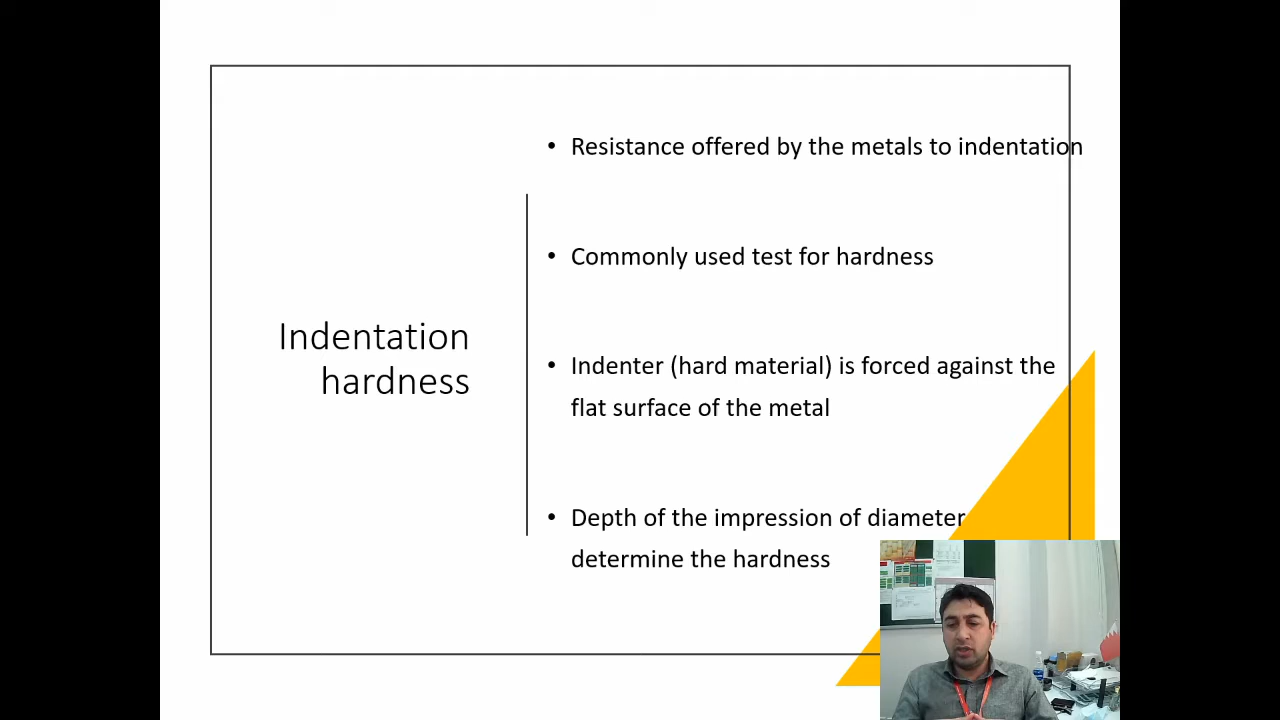 Indentation
hardness
• Resistance offered by the metals to indentation
• Commonly used test for hardness
• Indenter (hard material) is forced against the
flat surface of the metal
• Depth of the impression of diameter
determine the hardness